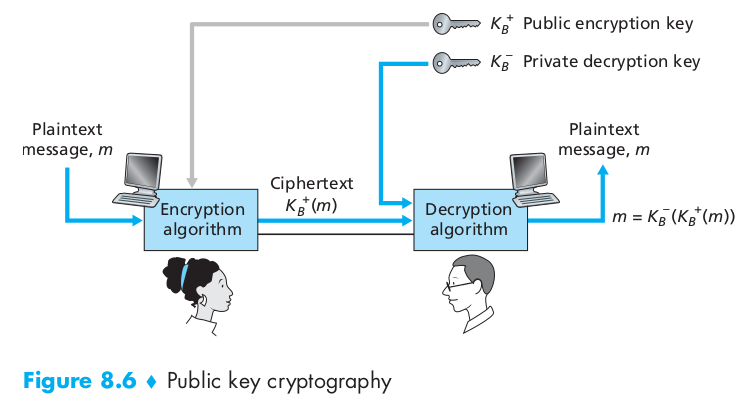 K_B^+ Public encryption key
K_B^- Private decryption key
Plaintext
message, m
Plaintext
message, m
Ciphertext
K_B^+(m)
Encryption
algorithm
Decryption
algorithm
m = K_B^-(K_B^+(m))
Figure 8.6 ♦ Public key cryptography